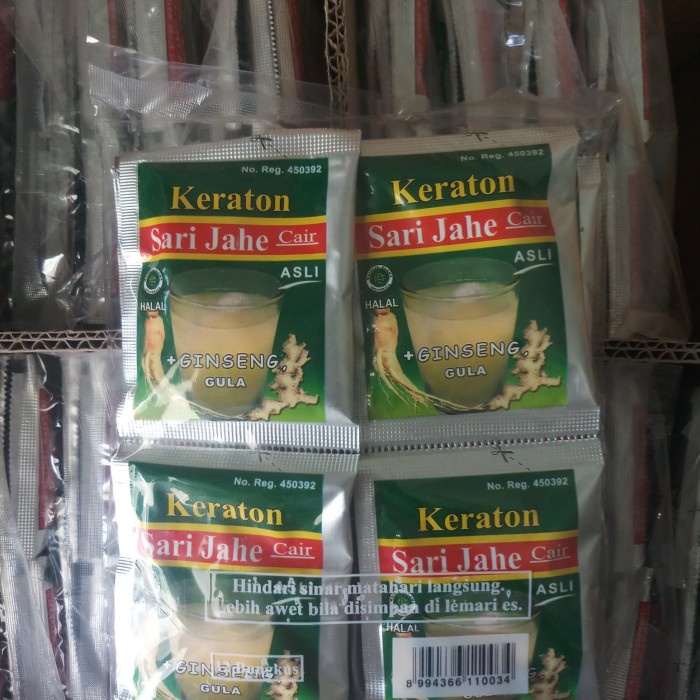 No. Reg. 450392
Keraton
Sari Jahe Cair
ASLI
HALAL
+GINSENG,
GULA
No. Reg. 450392
Keraton
Sari Jahe Cair
ASLI
HALAL
+GINSENG,
GULA
No. Reg. 450392
Keraton
Sari Jahe Cair
+GINSENG
GULA
No. Reg. 450392
Keraton
Sari Jahe Cair
ASLI
HALAL
GULA
Hindari sinar matahari langsung.
Lebih awet bila disimpan di lemari es.
Bungkus
8 994366 110034